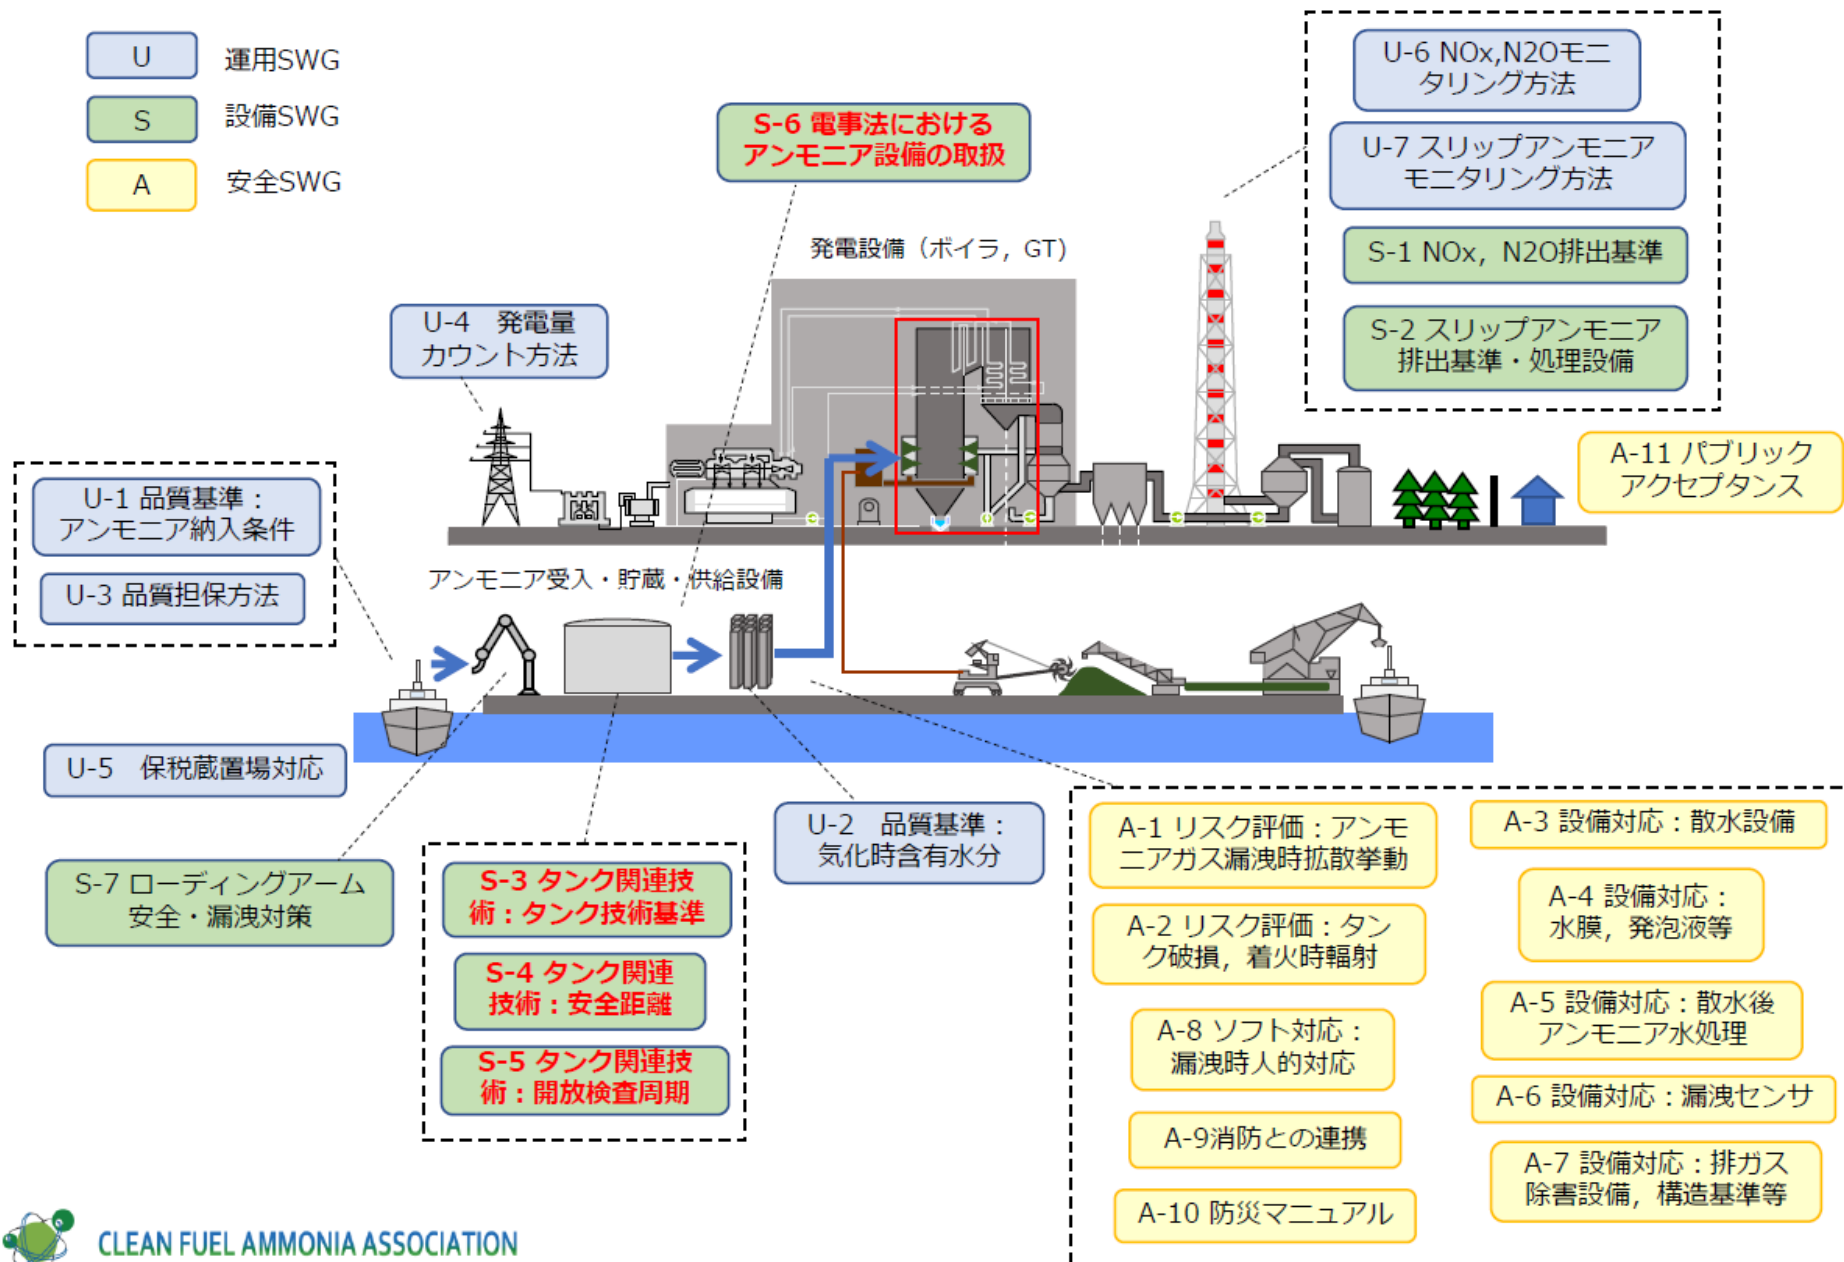 U
運用SWG
S
設備SWG
A
安全SWG
S-6 電事法における
アンモニア設備の取扱
U-6 NOx,N2Oモニ
タリング方法
U-7 スリップアンモニア
モニタリング方法
S-1 NOx，N2O排出基準
S-2 スリップアンモニア
排出基準・処理設備
発電設備（ボイラ，GT)
U-4　発電量
カウント方法
A-11 パブリック
アクセプタンス
U-1 品質基準：
アンモニア納入条件
U-3 品質担保方法
アンモニア受入・貯蔵・供給設備
U-5　保税蔵置場対応
S-7 ローディングアーム
安全・漏洩対策
S-3 タンク関連技
術：タンク技術基準
S-4 タンク関連
技術：安全距離
S-5 タンク関連技
術：開放検査周期
U-2　品質基準：
気化時含有水分
A-1 リスク評価：アンモ
ニアガス漏洩時拡散挙動
A-2 リスク評価：タン
ク破損，着火時輻射
A-8 ソフト対応：
漏洩時人的対応
A-9消防との連携
A-10 防災マニュアル
A-3 設備対応：散水設備
A-4 設備対応：
水膜，発泡液等
A-5 設備対応：散水後
アンモニア水処理
A-6 設備対応：漏洩センサ
A-7 設備対応：排ガス
除害設備，構造基準等
CLEAN FUEL AMMONIA ASSOCIATION